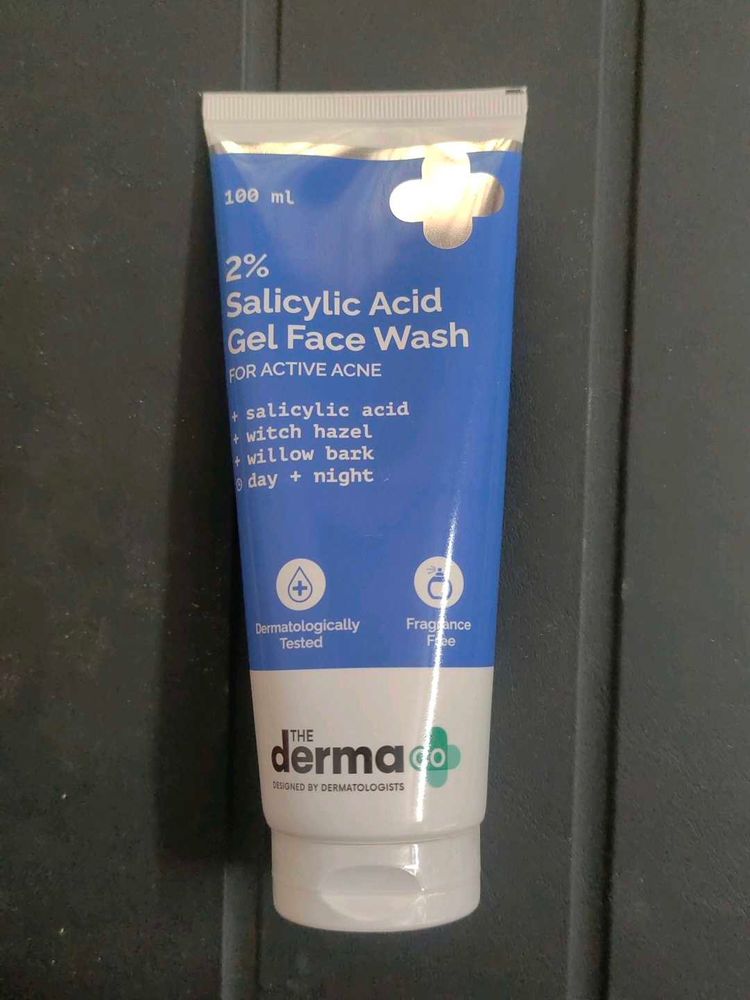 100 ml
2%
Salicylic Acid
Gel Face Wash
FOR ACTIVE ACNE
+ salicylic acid
+ witch hazel
+ willow bark
day + night
Dermatologically
Tested
Fragrance
Free
THE
derma co
DESIGNED BY DERMATOLOGISTS